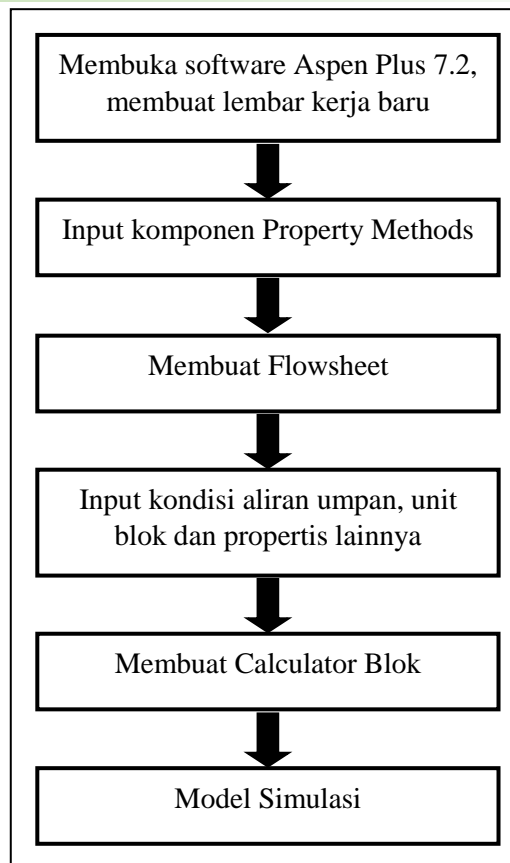 Membuka software Aspen Plus 7.2,
membuat lembar kerja baru
Input komponen Property Methods
Membuat Flowsheet
Input kondisi aliran umpan, unit
blok dan propertis lainnya
Membuat Calculator Blok
Model Simulasi